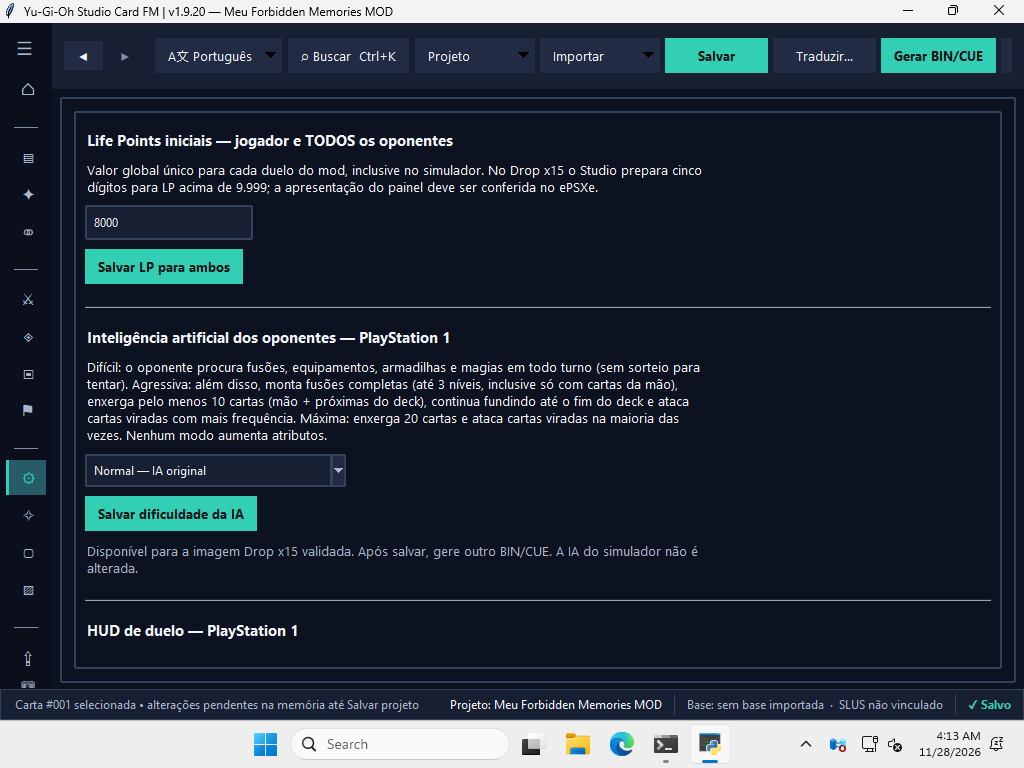 Yu-Gi-Oh Studio Card FM | v1.9.20 — Meu Forbidden Memories MOD
A文 Português
Buscar Ctrl+K
Projeto
Importar
Salvar
Traduzir...
Gerar BIN/CUE
Life Points iniciais — jogador e TODOS os oponentes
Valor global único para cada duelo do mod, inclusive no simulador. No Drop x15 o Studio prepara cinco
dígitos para LP acima de 9.999; a apresentação do painel deve ser conferida no ePSXe.
8000
Salvar LP para ambos
Inteligência artificial dos oponentes — PlayStation 1
Difícil: o oponente procura fusões, equipamentos, armadilhas e magias em todo turno (sem sorteio para
tentar). Agressiva: além disso, monta fusões completas (até 3 níveis, inclusive só com cartas da mão),
enxerga pelo menos 10 cartas (mão + próximas do deck), continua fundindo até o fim do deck e ataca
cartas viradas com mais frequência. Máxima: enxerga 20 cartas e ataca cartas viradas na maioria das
vezes. Nenhum modo aumenta atributos.
Normal — IA original
Salvar dificuldade da IA
Disponível para a imagem Drop x15 validada. Após salvar, gere outro BIN/CUE. A IA do simulador não é
alterada.
HUD de duelo — PlayStation 1
Carta #001 selecionada • alterações pendentes na memória até Salvar projeto
Projeto: Meu Forbidden Memories MOD
Base: sem base importada · SLUS não vinculado
✓ Salvo
Search
4:13 AM
11/28/2026